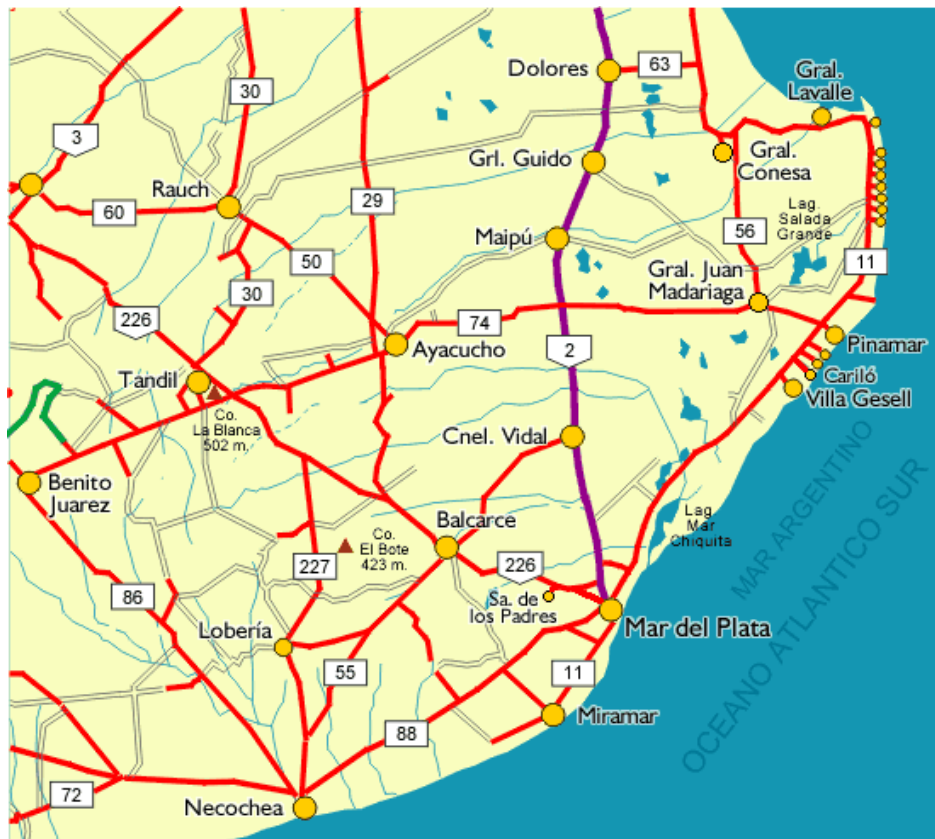 Dolores
63
Gral.
Lavalle
30
3
Grl. Guido
Gral.
Conesa
Rauch
60
29
Lag.
Salada
Grande
Maipú
56
50
Gral. Juan
Madariaga
11
30
226
74
Ayacucho
2
Pinamar
Tandil
Cariló
Villa Gesell
Co.
La Blanca
502 m.
Cnel. Vidal
Benito
Juarez
Lag.
Mar
Chiquita
MAR ARGENTINO
OCEANO ATLANTICO SUR
Balcarce
Co.
El Bote
423 m.
227
226
86
Sa. de
los Padres
Lobería
Mar del Plata
55
11
Miramar
88
72
Necochea